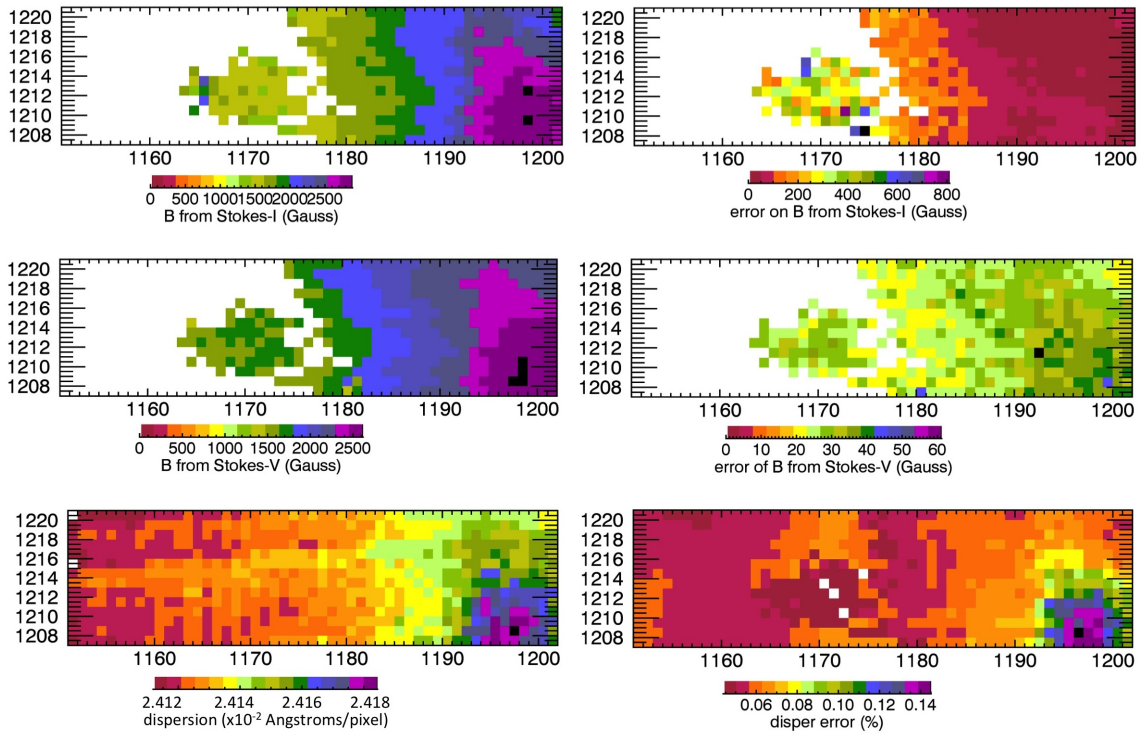 1220
1218
1216
1214
1212
1210
1208
1160 1170 1180 1190 1200
0 500 1000 1500 2000 2500
B from Stokes-I (Gauss)
1220
1218
1216
1214
1212
1210
1208
1160 1170 1180 1190 1200
0 200 400 600 800
error on B from Stokes-I (Gauss)
1220
1218
1216
1214
1212
1210
1208
1160 1170 1180 1190 1200
0 500 1000 1500 2000 2500
B from Stokes-V (Gauss)
1220
1218
1216
1214
1212
1210
1208
1160 1170 1180 1190 1200
0 10 20 30 40 50 60
error of B from Stokes-V (Gauss)
1220
1218
1216
1214
1212
1210
1208
1160 1170 1180 1190 1200
2.412 2.414 2.416 2.418
dispersion (x10-2 Angstroms/pixel)
1220
1218
1216
1214
1212
1210
1208
1160 1170 1180 1190 1200
0.06 0.08 0.10 0.12 0.14
disper error (%)